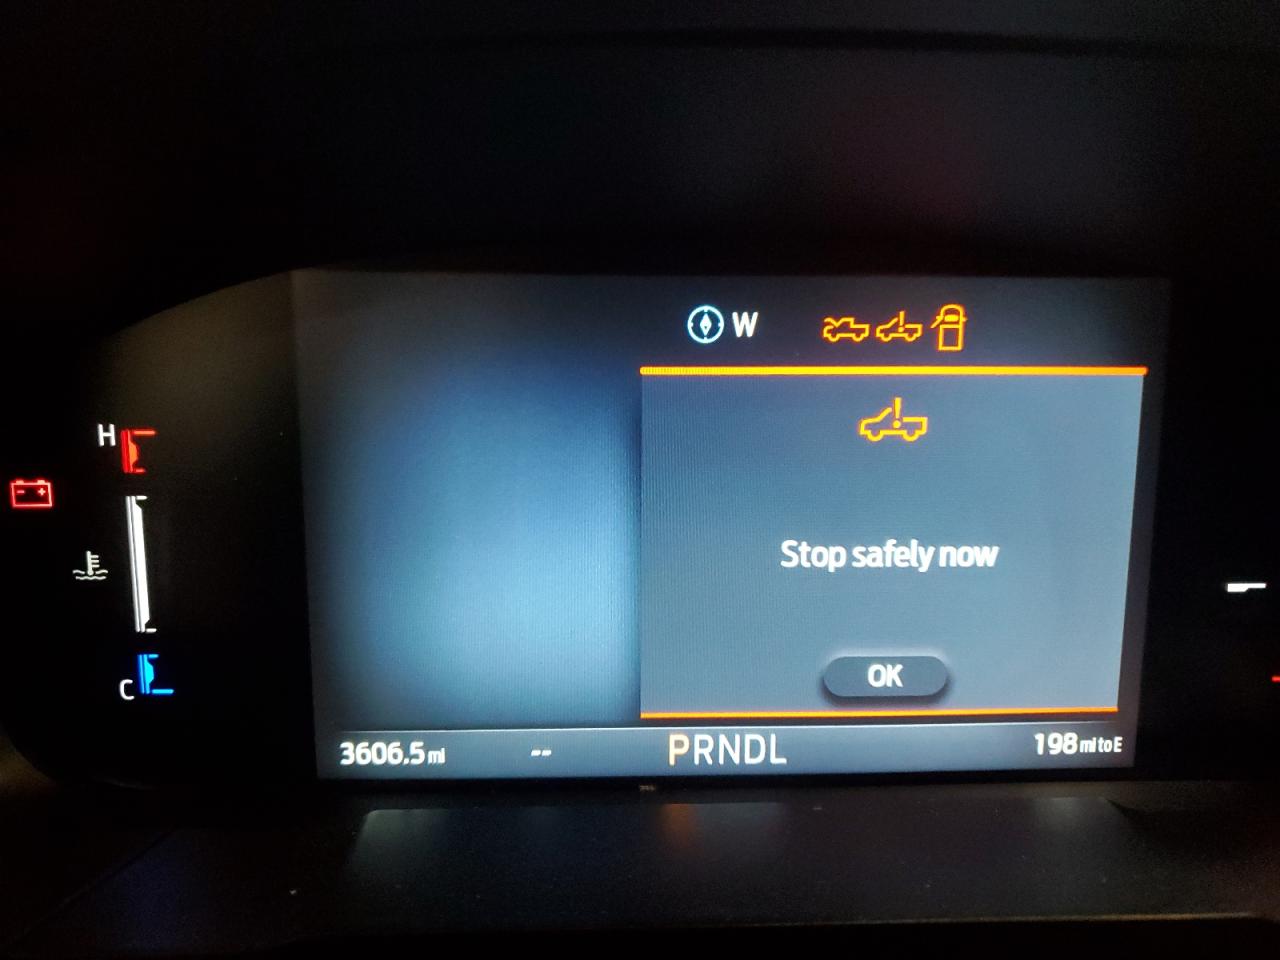 W
H
Stop safely now
OK
C
3606.5 mi -- PRNDL 198 mi to E